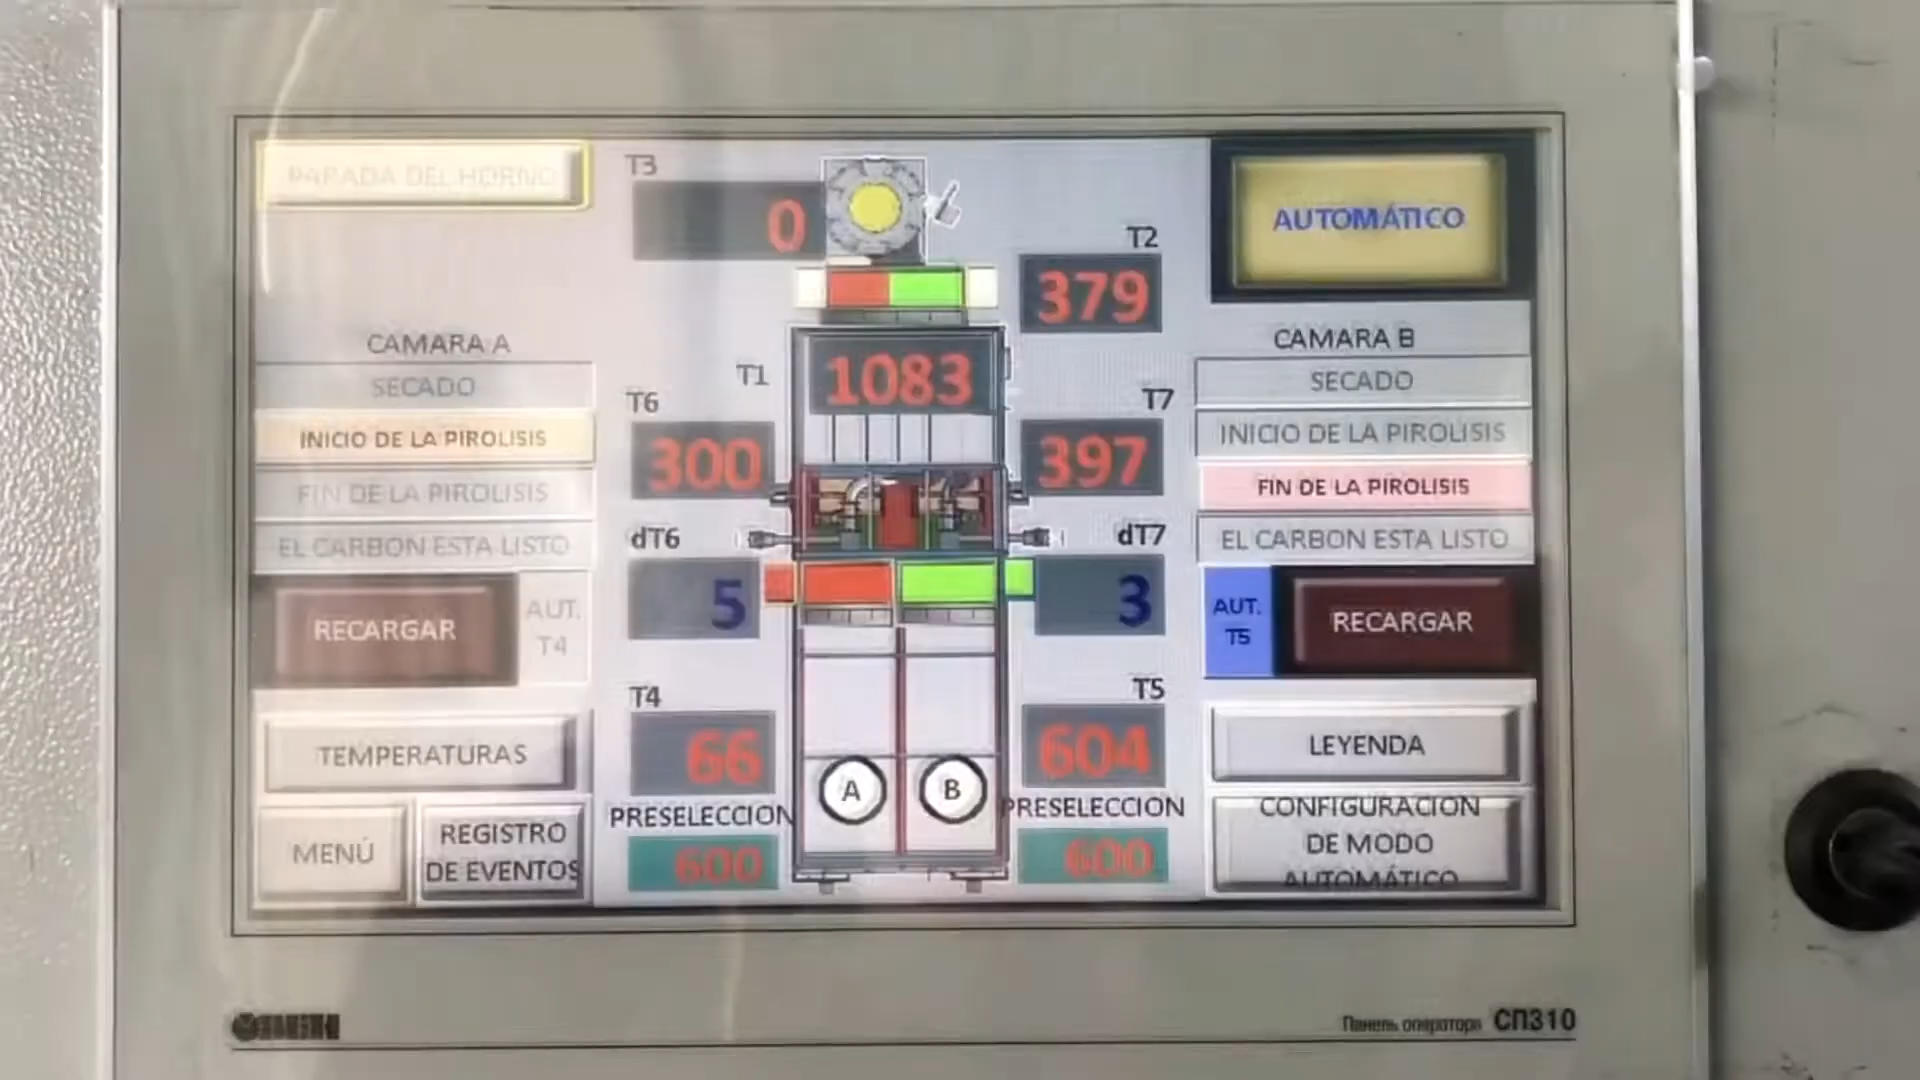 PARADA DEL HORNO
T3
0
T2
379
AUTOMÁTICO
CAMARA A
SECADO
INICIO DE LA PIROLISIS
FIN DE LA PIROLISIS
EL CARBON ESTA LISTO
RECARGAR
AUT.
T4
TEMPERATURAS
MENÚ
REGISTRO
DE EVENTOS
T1
1083
T6
300
T7
397
dT6
5
dT7
3
T4
66
T5
604
PRESELECCION
600
PRESELECCION
600
A
B
CAMARA B
SECADO
INICIO DE LA PIROLISIS
FIN DE LA PIROLISIS
EL CARBON ESTA LISTO
AUT.
T5
RECARGAR
LEYENDA
CONFIGURACION
DE MODO
AUTOMÁTICO
ОВЕН
Панель оператора СП310